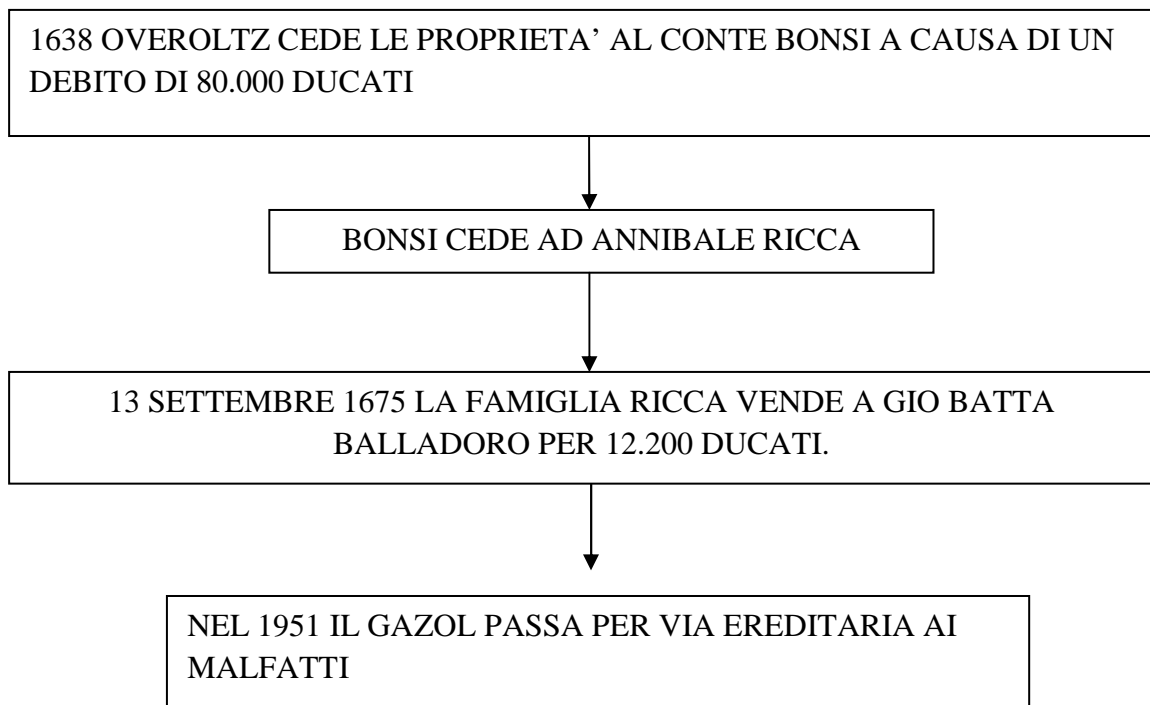 1638 OVEROLTZ CEDE LE PROPRIETA’ AL CONTE BONSI A CAUSA DI UN
DEBITO DI 80.000 DUCATI
BONSI CEDE AD ANNIBALE RICCA
13 SETTEMBRE 1675 LA FAMIGLIA RICCA VENDE A GIO BATTA
BALLADORO PER 12.200 DUCATI.
NEL 1951 IL GAZOL PASSA PER VIA EREDITARIA AI
MALFATTI